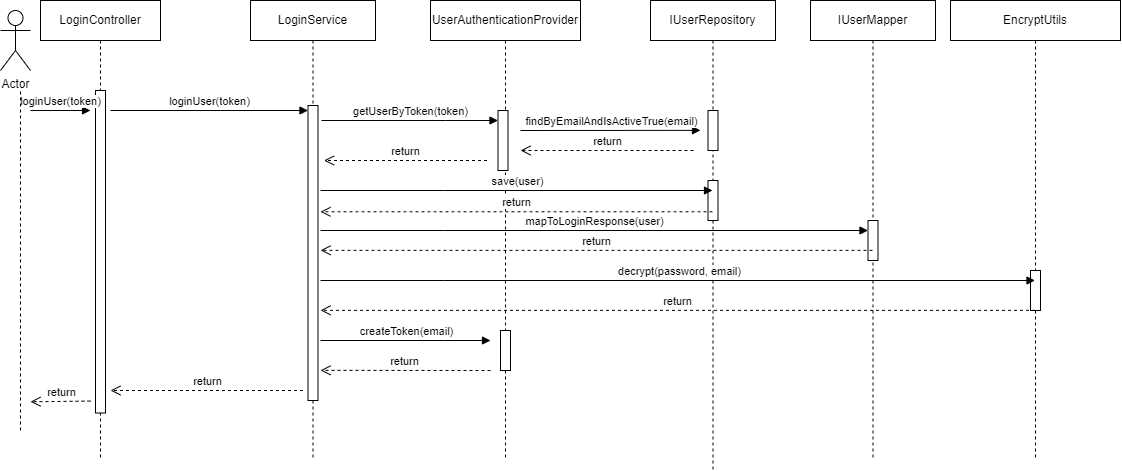 LoginController
LoginService
UserAuthenticationProvider
IUserRepository
IUserMapper
EncryptUtils
Actor
loginUser(token)
loginUser(token)
getUserByToken(token)
findByEmailAndIsActiveTrue(email)
return
return
save(user)
return
mapToLoginResponse(user)
return
decrypt(password, email)
return
createToken(email)
return
return
return